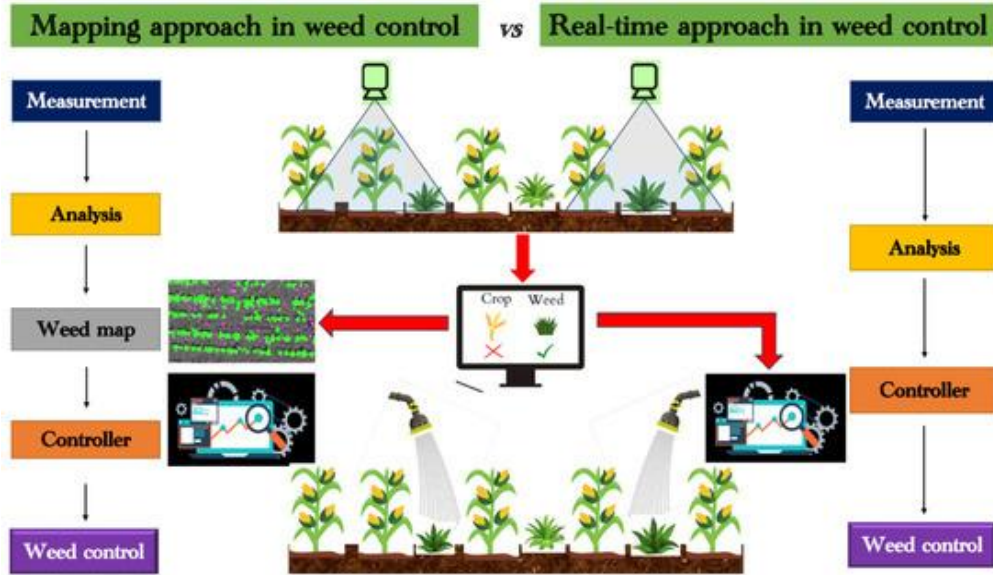 Mapping approach in weed control
vs
Real-time approach in weed control
Measurement
Analysis
Weed map
Controller
Weed control
Crop Weed
Measurement
Analysis
Controller
Weed control